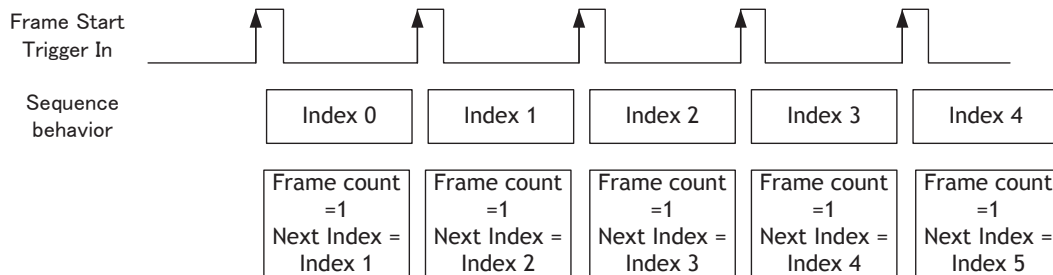 Frame Start
Trigger In
Sequence
behavior
Index 0
Index 1
Index 2
Index 3
Index 4
Frame count
=1
Next Index =
Index 1
Frame count
=1
Next Index =
Index 2
Frame count
=1
Next Index =
Index 3
Frame count
=1
Next Index =
Index 4
Frame count
=1
Next Index =
Index 5